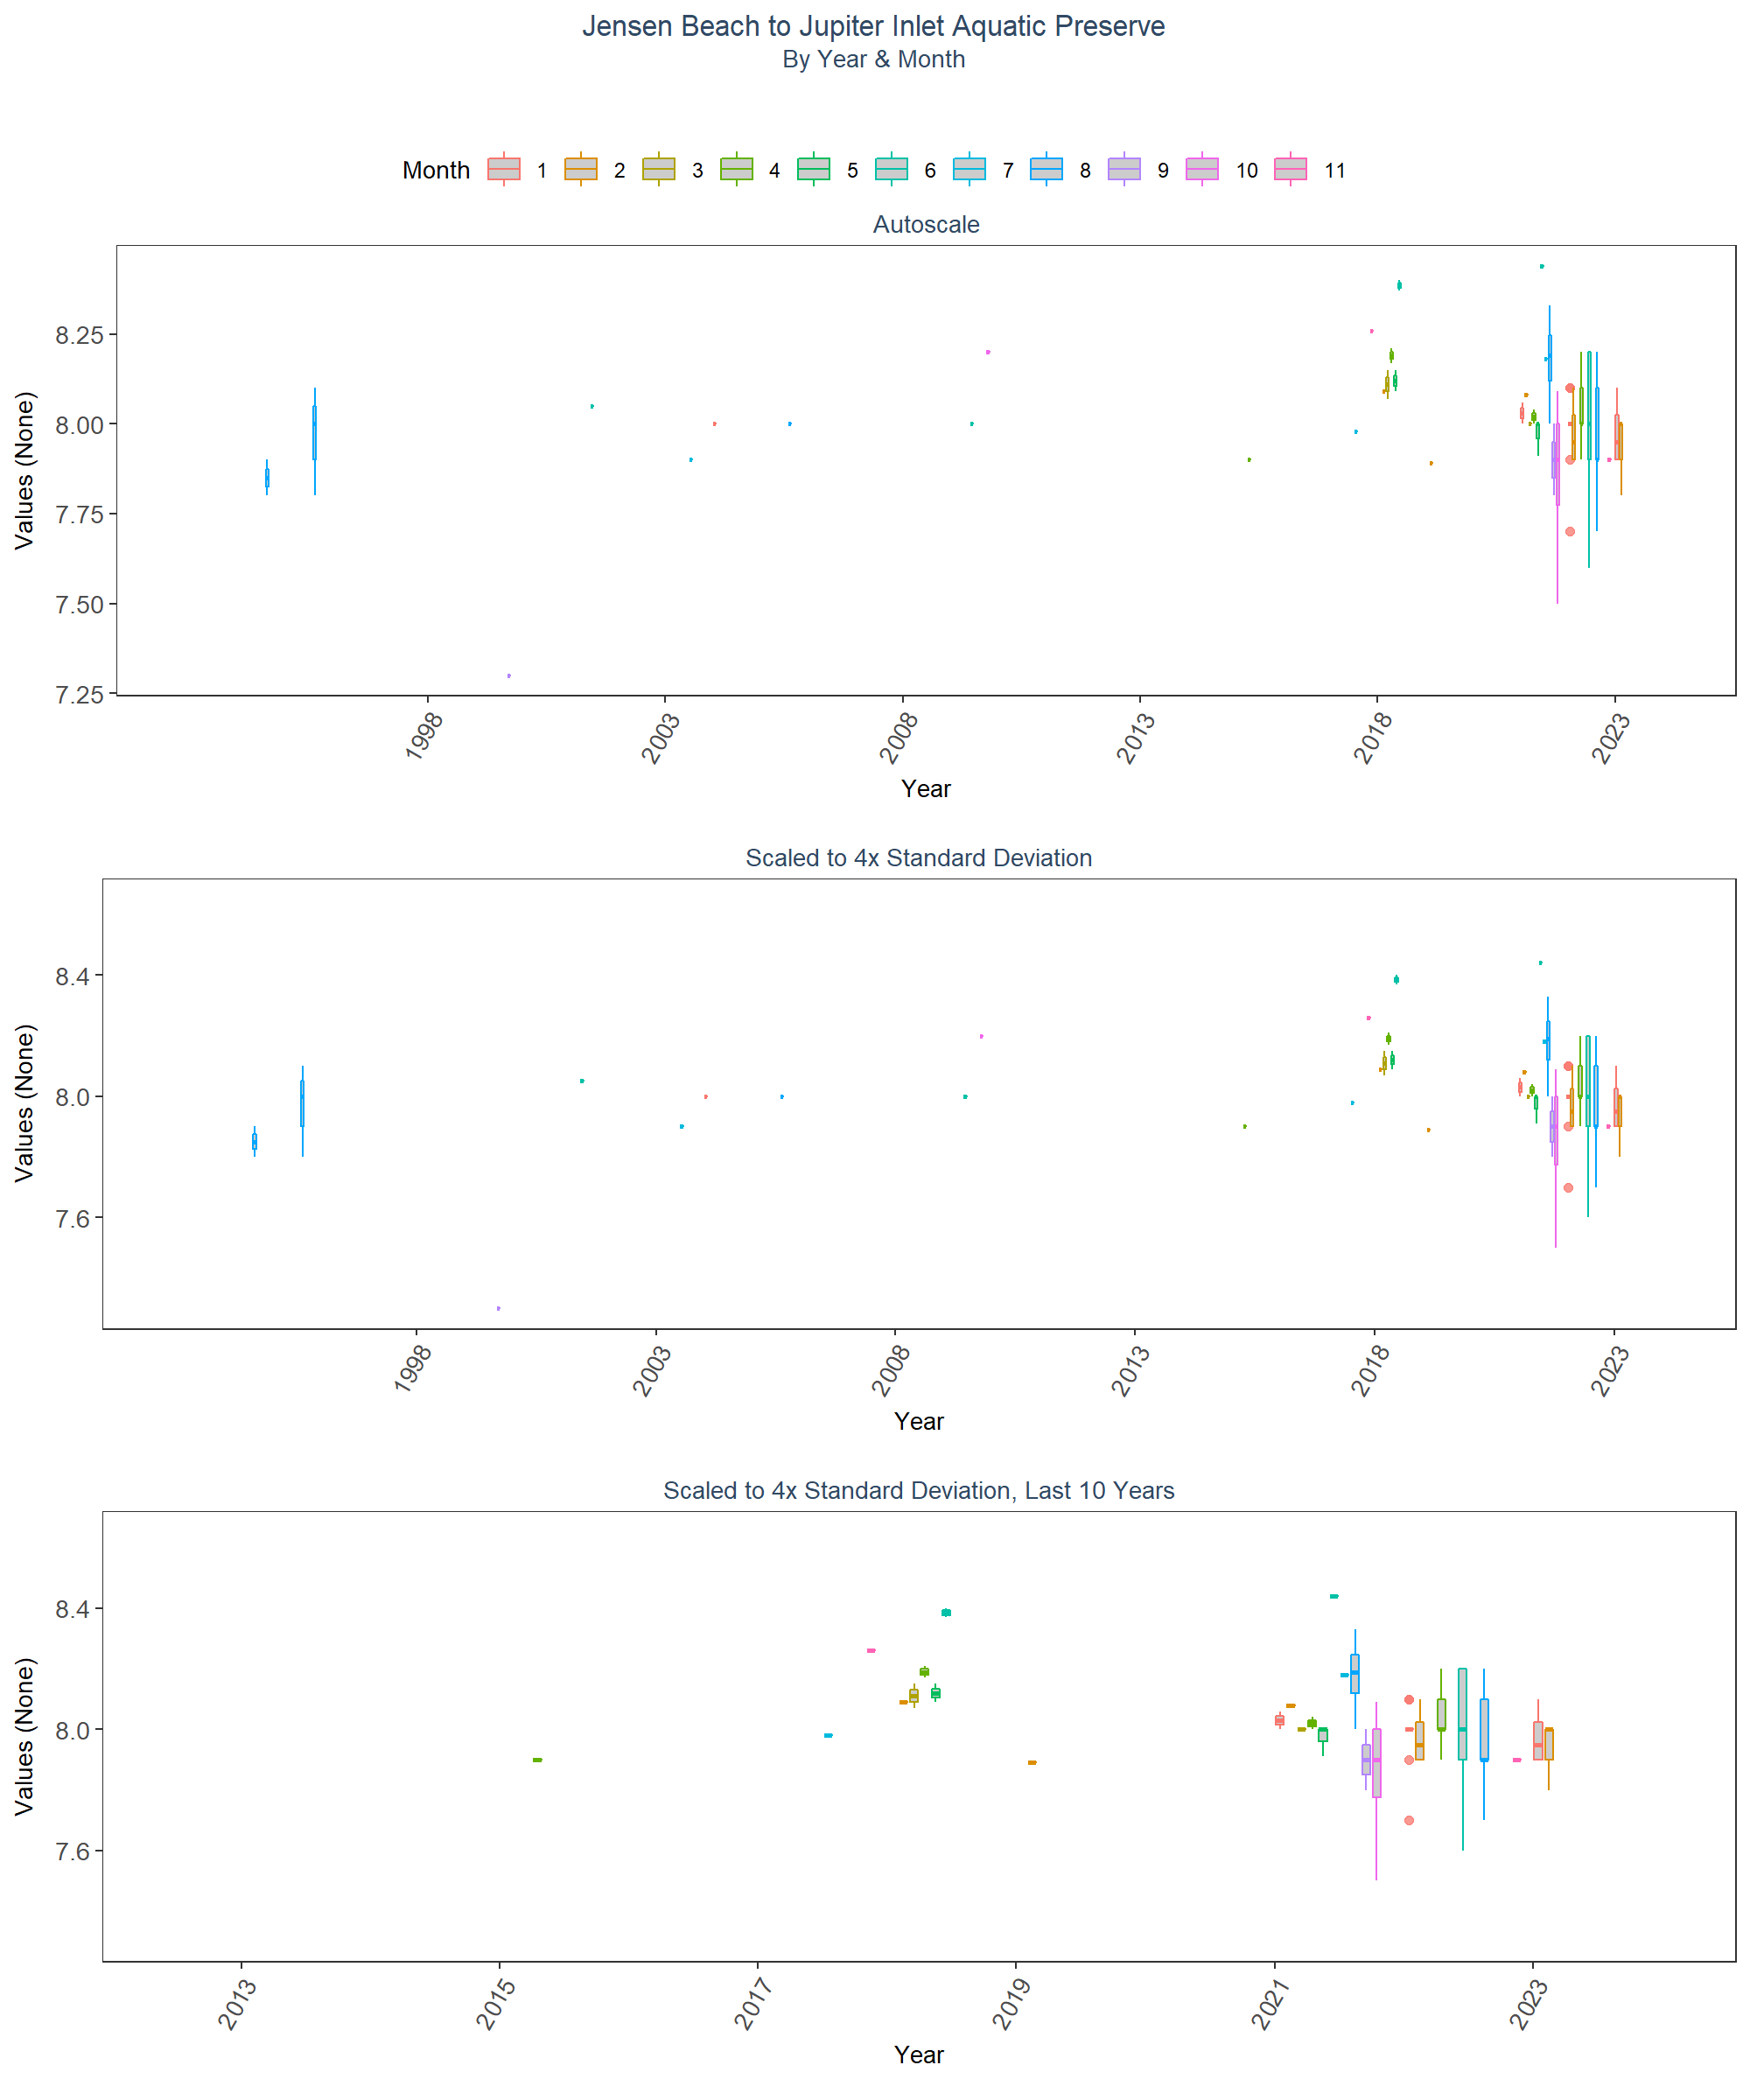 Jensen Beach to Jupiter Inlet Aquatic Preserve
By Year & Month
Month 1 2 3 4 5 6 7 8 9 10 11
Autoscale
Values (None)
8.25
8.00
7.75
7.50
7.25
1998 2003 2008 2013 2018 2023
Year
Scaled to 4x Standard Deviation
Values (None)
8.4
8.0
7.6
1998 2003 2008 2013 2018 2023
Year
Scaled to 4x Standard Deviation, Last 10 Years
Values (None)
8.4
8.0
7.6
2013 2015 2017 2019 2021 2023
Year